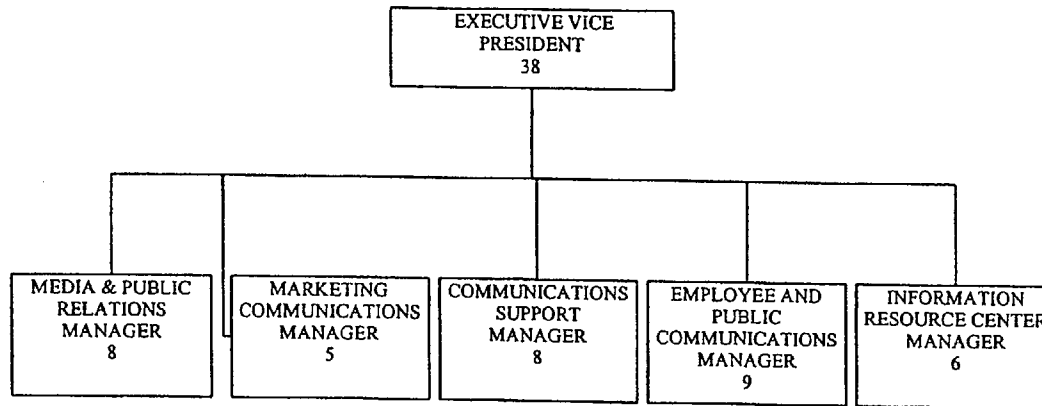 EXECUTIVE VICE
PRESIDENT
38
MEDIA & PUBLIC
RELATIONS
MANAGER
8
MARKETING
COMMUNICATIONS
MANAGER
5
COMMUNICATIONS
SUPPORT
MANAGER
8
EMPLOYEE AND
PUBLIC
COMMUNICATIONS
MANAGER
9
INFORMATION
RESOURCE CENTER
MANAGER
6